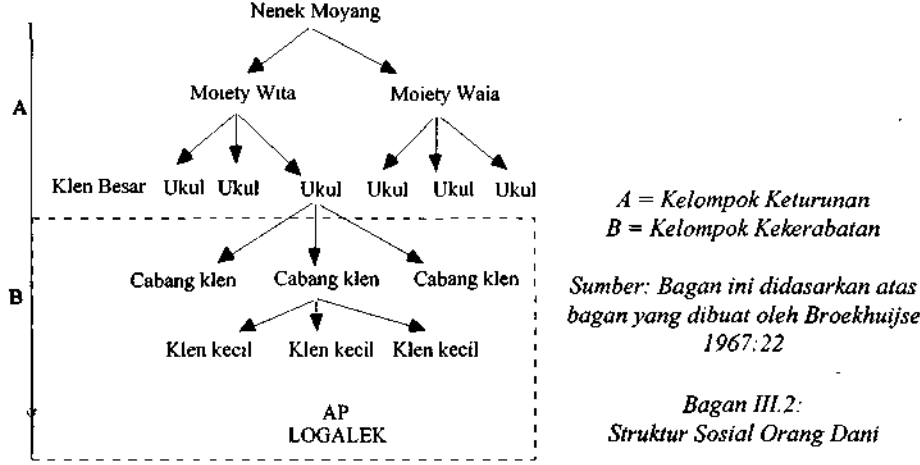 Nenek Moyang
Moiety Wita Moiety Waia
A
Klen Besar Ukul Ukul Ukul Ukul Ukul Ukul
A = Kelompok Keturunan
B = Kelompok Kekerabatan
Cabang klen Cabang klen Cabang klen
B
Sumber: Bagan ini didasarkan atas
bagan yang dibuat oleh Broekhuijse
1967:22
Klen kecil Klen kecil Klen kecil
AP
LOGALEK
Bagan III.2:
Struktur Sosial Orang Dani